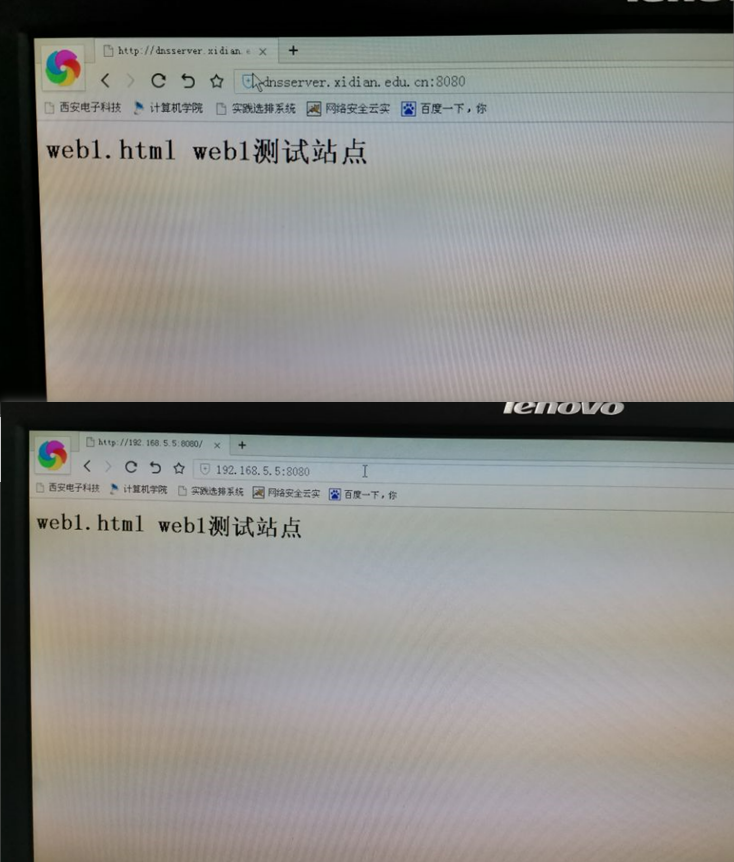 http://dnsserver.xidian.e
dnsserver.xidian.edu.cn:8080
西安电子科技 计算机学院 实践选排系统 网络安全云实 百度一下,你
web1.html web1测试站点
lenovo
http://192.168.5.5:8080/
192.168.5.5:8080
西安电子科技 计算机学院 实践选排系统 网络安全云实 百度一下,你
web1.html web1测试站点